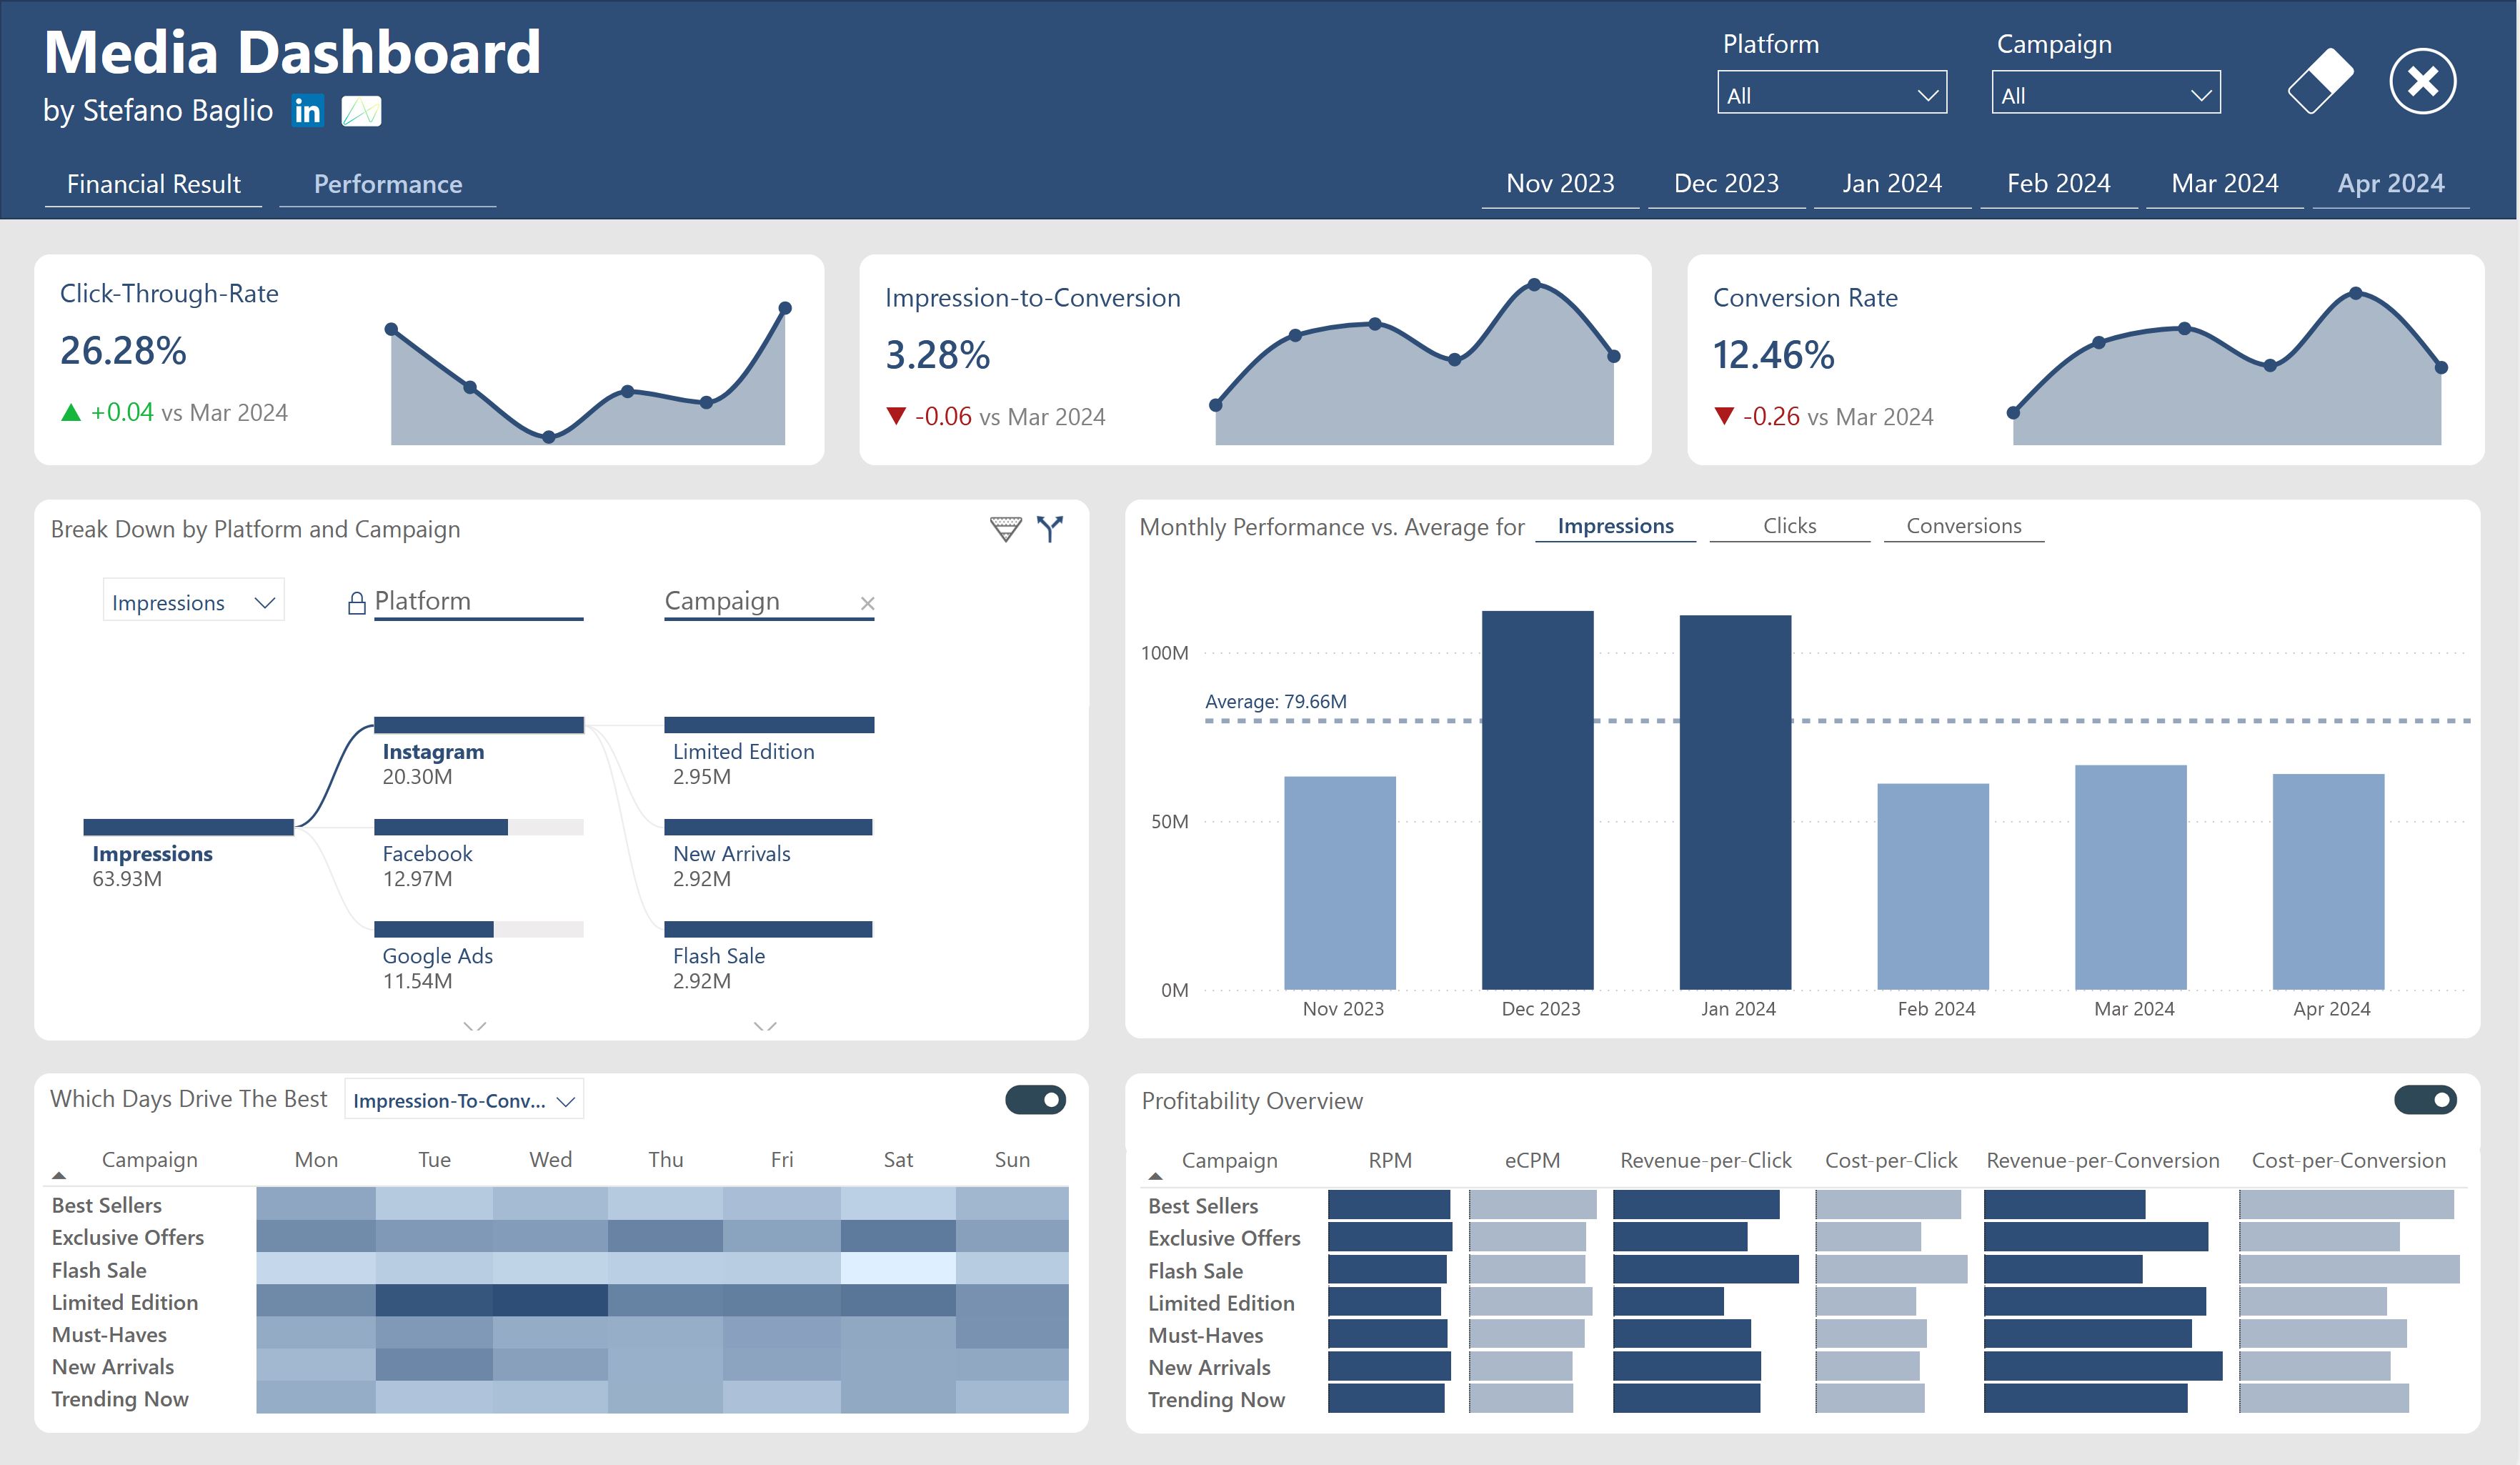 Media Dashboard
by Stefano Baglio in
Platform
Campaign
All
All
Financial Result
Performance
Nov 2023
Dec 2023
Jan 2024
Feb 2024
Mar 2024
Apr 2024
Click-Through-Rate
26.28%
+0.04 vs Mar 2024
Impression-to-Conversion
3.28%
-0.06 vs Mar 2024
Conversion Rate
12.46%
-0.26 vs Mar 2024
Break Down by Platform and Campaign
Impressions
Platform
Campaign
Impressions
63.93M
Instagram
20.30M
Facebook
12.97M
Google Ads
11.54M
Limited Edition
2.95M
New Arrivals
2.92M
Flash Sale
2.92M
Monthly Performance vs. Average for Impressions Clicks Conversions
100M
Average: 79.66M
50M
0M
Nov 2023
Dec 2023
Jan 2024
Feb 2024
Mar 2024
Apr 2024
Which Days Drive The Best Impression-To-Conv...
Campaign Mon Tue Wed Thu Fri Sat Sun
Best Sellers
Exclusive Offers
Flash Sale
Limited Edition
Must-Haves
New Arrivals
Trending Now
Profitability Overview
Campaign RPM eCPM Revenue-per-Click Cost-per-Click Revenue-per-Conversion Cost-per-Conversion
Best Sellers
Exclusive Offers
Flash Sale
Limited Edition
Must-Haves
New Arrivals
Trending Now